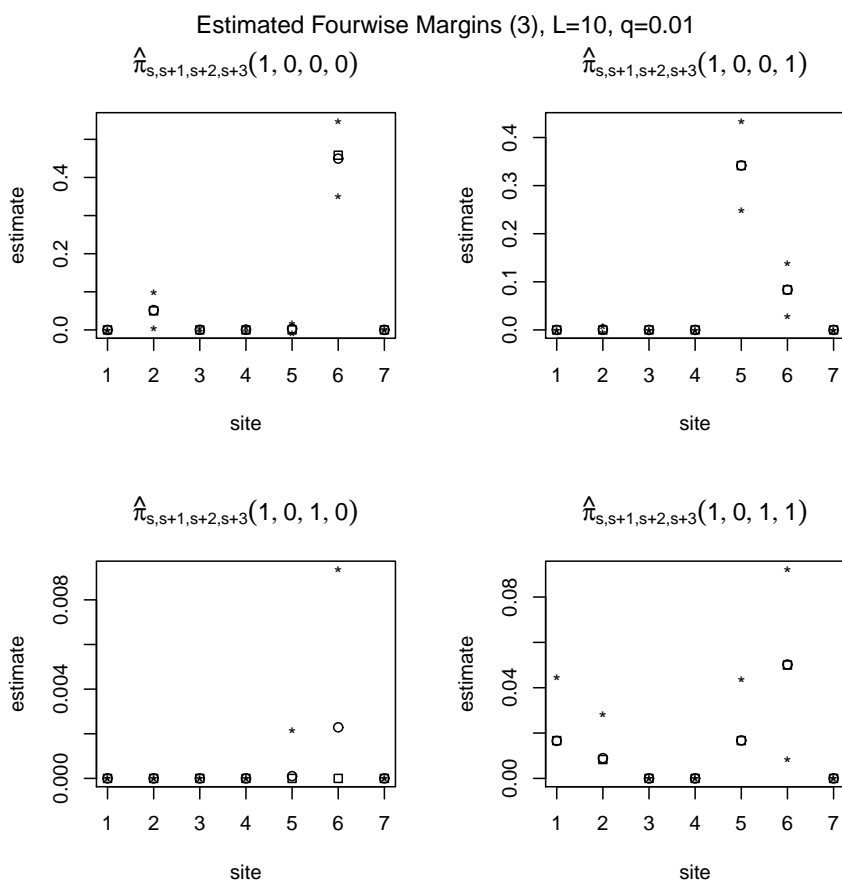 Estimated Fourwise Margins (3), L=10, q=0.01
π̂s,s+1,s+2,s+3(1, 0, 0, 0)
estimate
0.0 0.2 0.4
1 2 3 4 5 6 7
site
π̂s,s+1,s+2,s+3(1, 0, 0, 1)
estimate
0.0 0.1 0.2 0.3 0.4
1 2 3 4 5 6 7
site
π̂s,s+1,s+2,s+3(1, 0, 1, 0)
estimate
0.000 0.004 0.008
1 2 3 4 5 6 7
site
π̂s,s+1,s+2,s+3(1, 0, 1, 1)
estimate
0.00 0.04 0.08
1 2 3 4 5 6 7
site